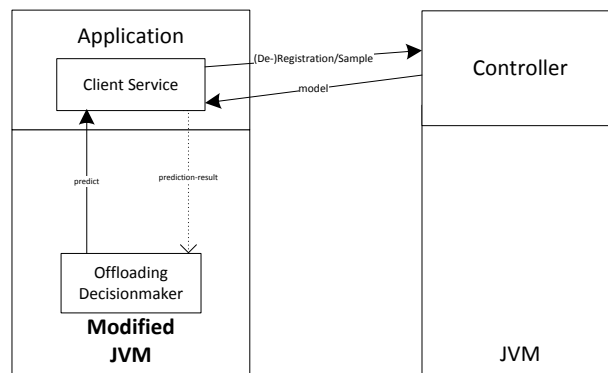 Application
Client Service
(De-)Registration/Sample
model
Controller
predict
prediction-result
Offloading
Decisionmaker
Modified
JVM
JVM